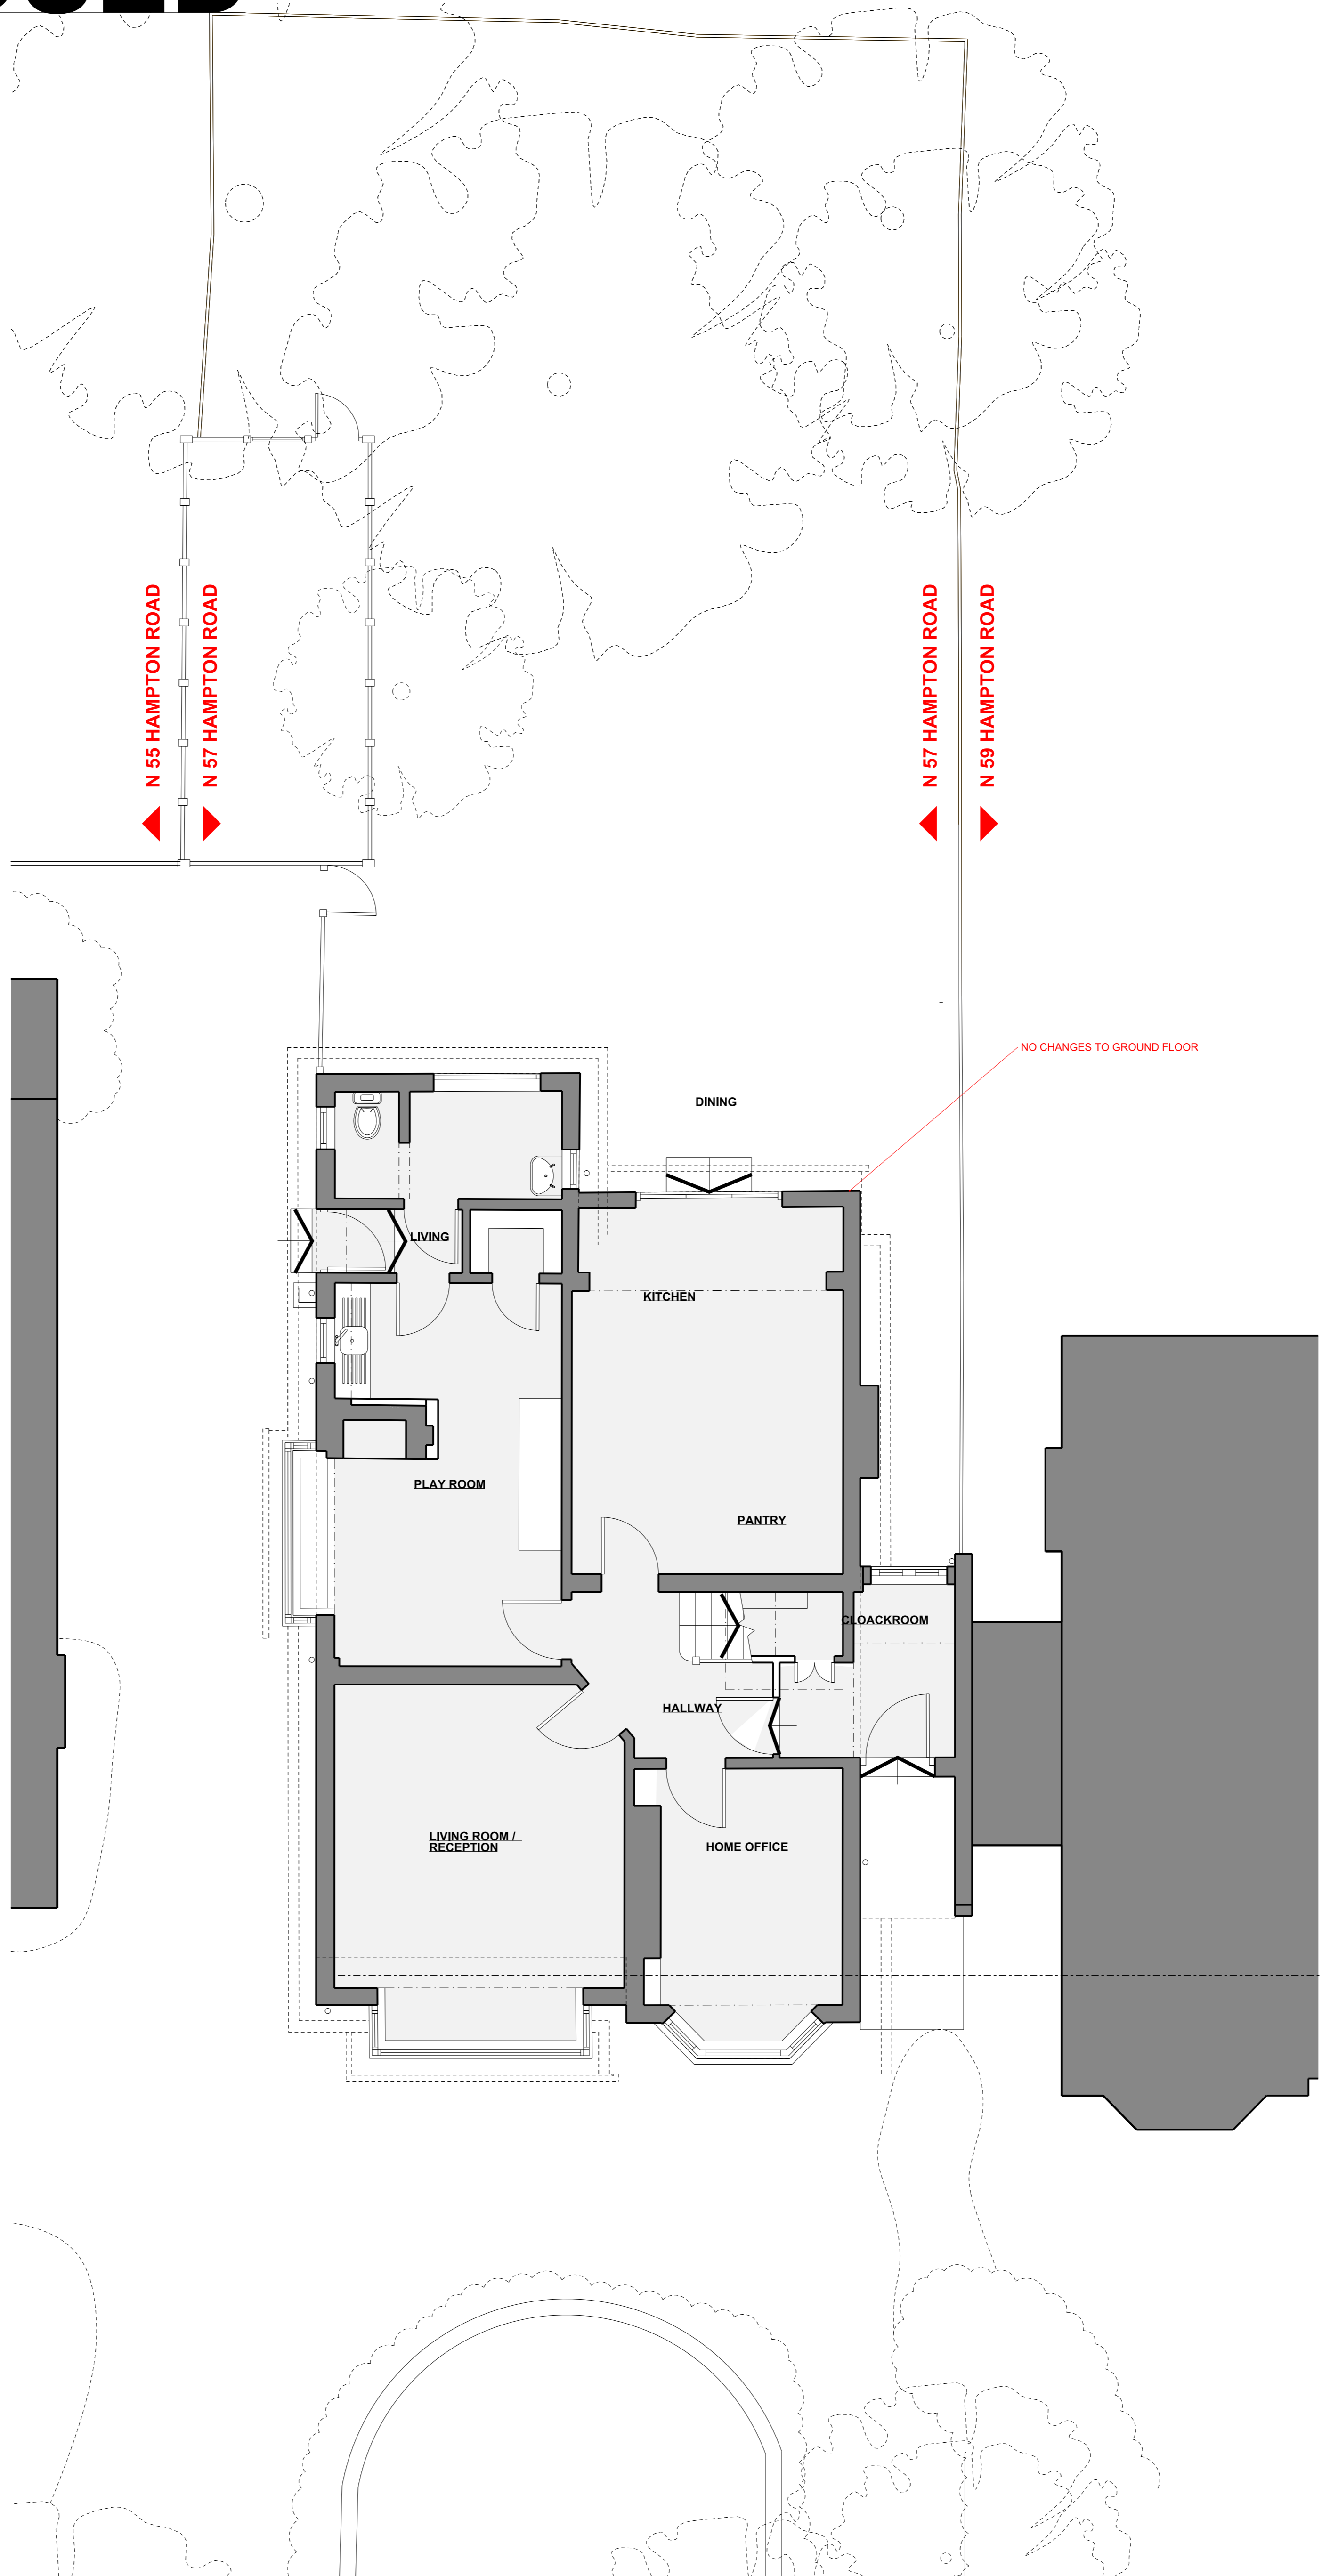 N 55 HAMPTON ROAD
N 57 HAMPTON ROAD
N 57 HAMPTON ROAD
N 59 HAMPTON ROAD
NO CHANGES TO GROUND FLOOR
DINING
LIVING
KITCHEN
PLAY ROOM
PANTRY
CLOACKROOM
HALLWAY
LIVING ROOM /
RECEPTION
HOME OFFICE